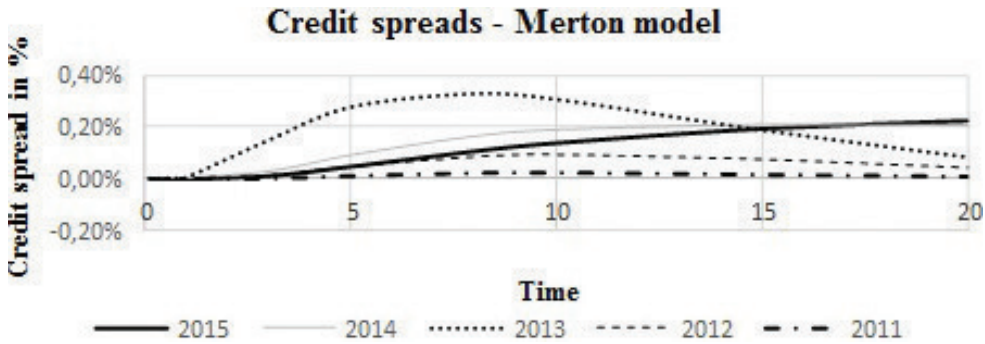 Credit spreads - Merton model
Credit spread in %
0,40%
0,20%
0,00%
-0,20%
0 5 10 15 20
Time
2015 2014 2013 2012 2011